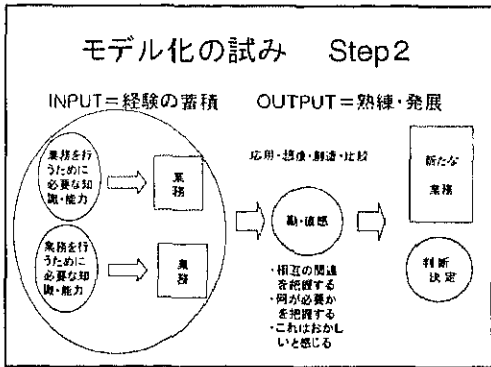 モデル化の試み Step2
INPUT＝経験の蓄積 OUTPUT＝熟練・発展
業務を行
うために
必要な知
識・能力
業
務
業務を行
うために
必要な知
識・能力
業
務
応用・想像・創造・比較
勘・直感
・相互の関連
を把握する
・何が必要か
を把握する
・これはおかし
いと感じる
新たな
業務
判断
決定